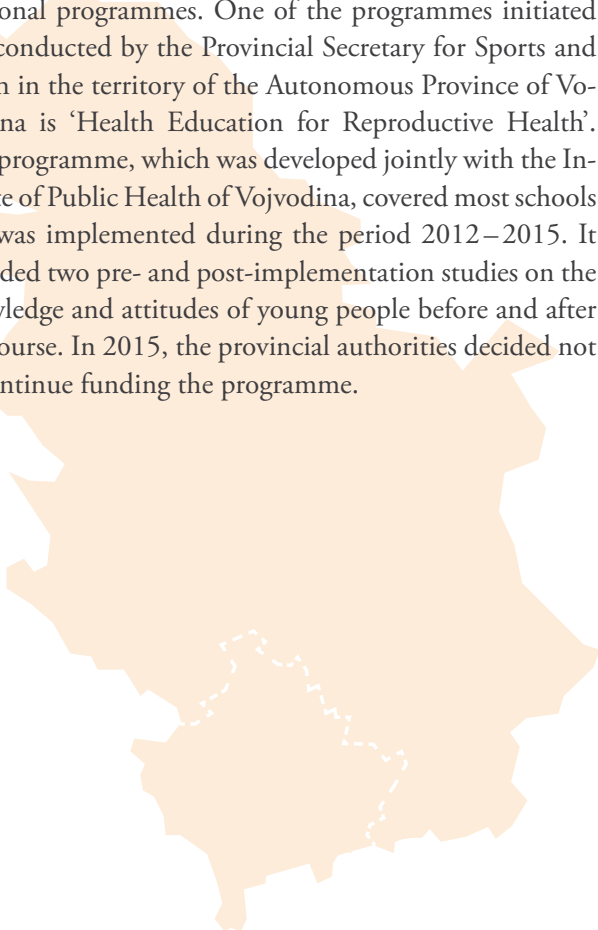 onal programmes. One of the programmes initiated
conducted by the Provincial Secretary for Sports and
n in the territory of the Autonomous Province of Vo-
na is ‘Health Education for Reproductive Health’.
programme, which was developed jointly with the In-
te of Public Health of Vojvodina, covered most schools
was implemented during the period 2012–2015. It
ded two pre- and post-implementation studies on the
wledge and attitudes of young people before and after
ourse. In 2015, the provincial authorities decided not
ntinue funding the programme.